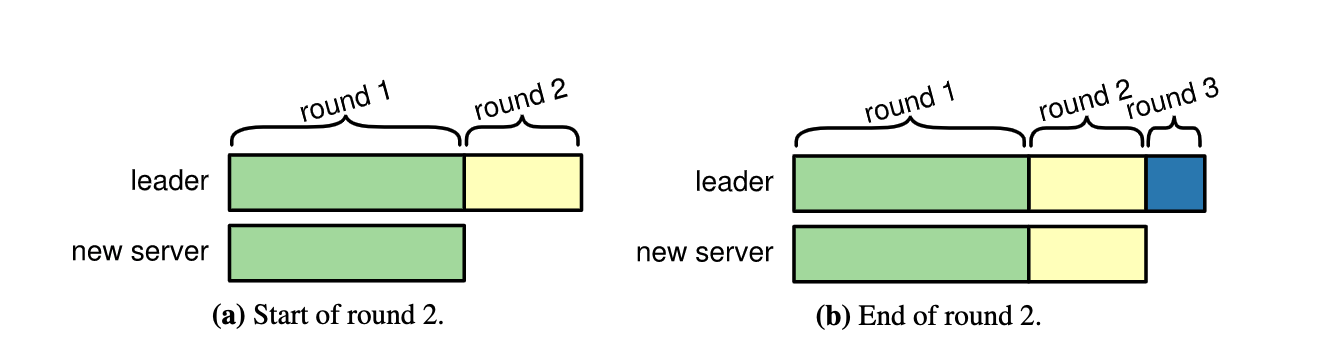 round 1
round 2
leader
new server
(a) Start of round 2.
round 1
round 2
round 3
leader
new server
(b) End of round 2.